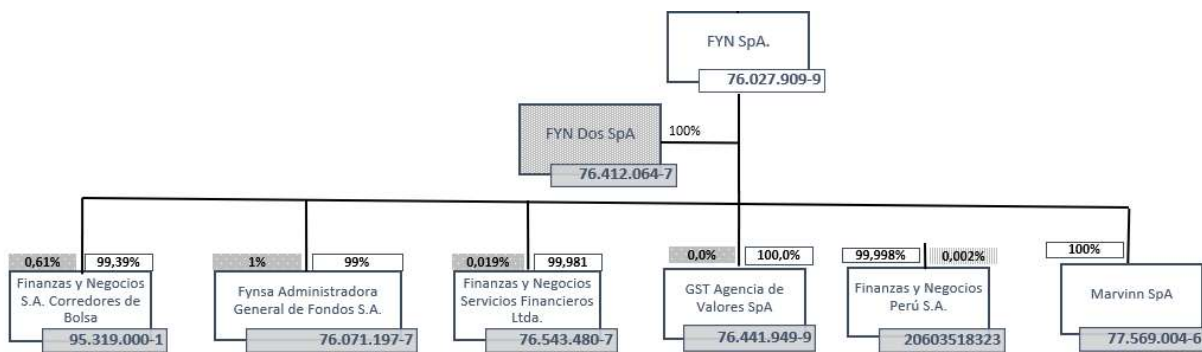 FYN SpA.
76.027.909-9
FYN Dos SpA
100%
76.412.064-7
0,61% 99,39%
Finanzas y Negocios
S.A. Corredores de
Bolsa
95.319.000-1
1% 99%
Fynsa Administradora
General de Fondos S.A.
76.071.197-7
0,019% 99,981
Finanzas y Negocios
Servicios Financieros
Ltda.
76.543.480-7
0,0% 100,0%
GST Agencia de
Valores SpA
76.441.949-9
99,998% 0,002%
Finanzas y Negocios
Perú S.A.
20603518323
100%
Marvinn SpA
77.569.004-6